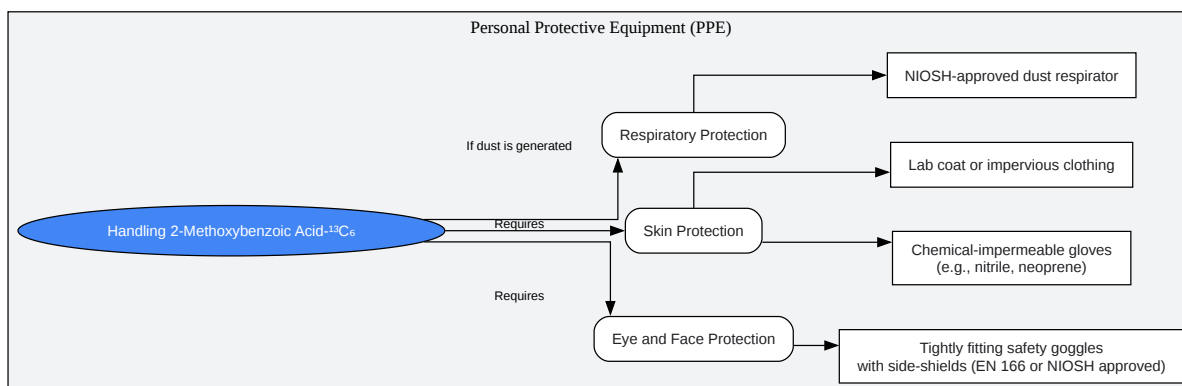 Personal Protective Equipment (PPE)
NIOSH-approved dust respirator
Respiratory Protection
If dust is generated
Lab coat or impervious clothing
Handling 2-Methoxybenzoic Acid-¹³C₆
Requires
Skin Protection
Chemical-impermeable gloves
(e.g., nitrile, neoprene)
Requires
Eye and Face Protection
Tightly fitting safety goggles
with side-shields (EN 166 or NIOSH approved)